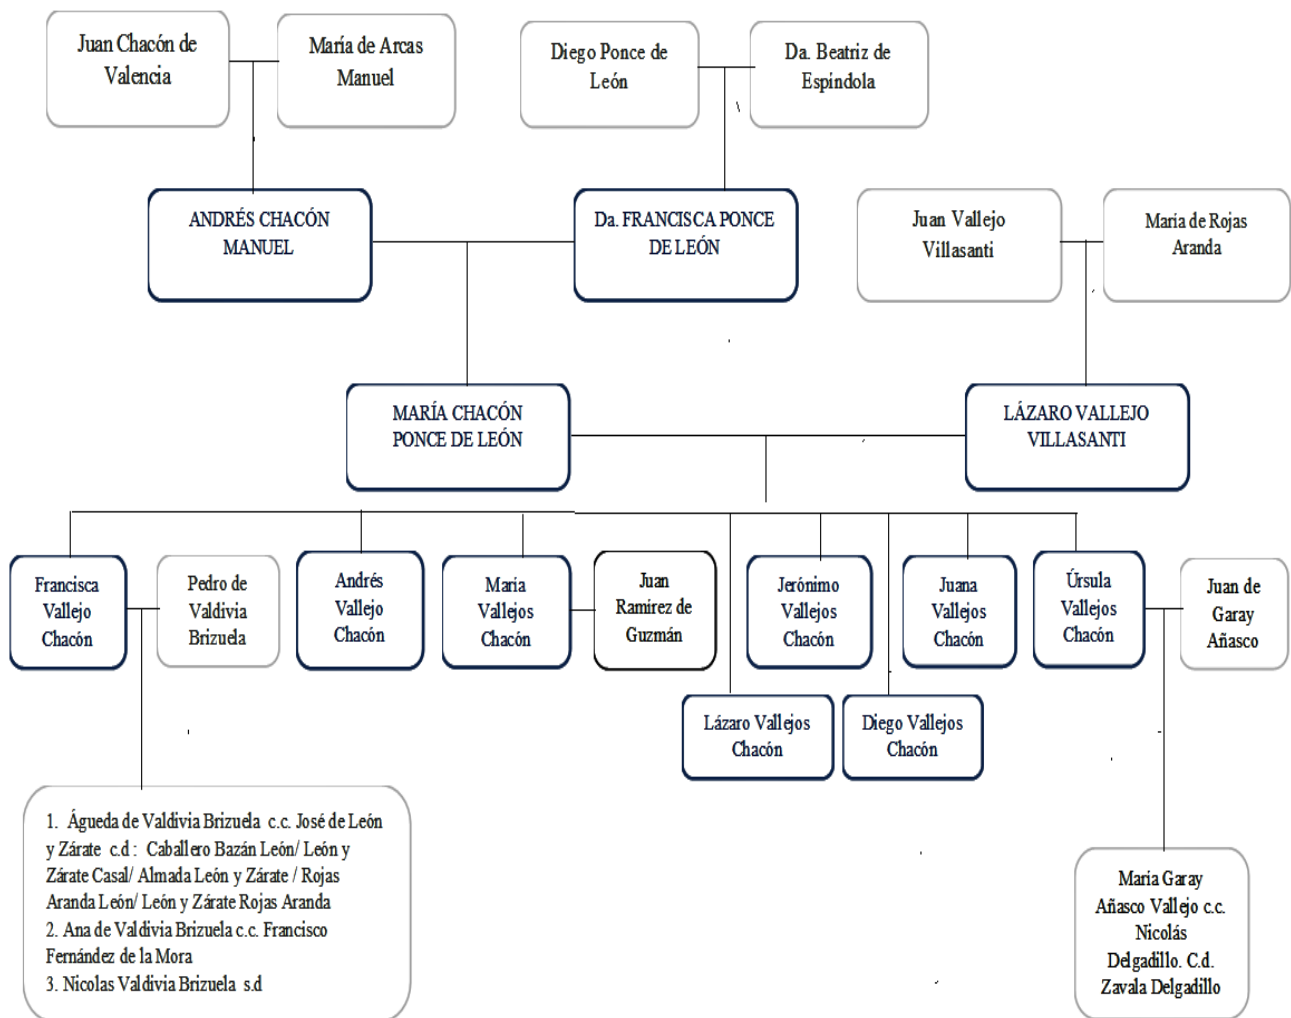 Juan Chacón de
Valencia
María de Arcas
Manuel
Diego Ponce de
León
Da. Beatriz de
Espindola
ANDRÉS CHACÓN
MANUEL
Da. FRANCISCA PONCE
DE LEÓN
Juan Vallejo
Villasanti
Maria de Rojas
Aranda
MARÍA CHACÓN
PONCE DE LEÓN
LÁZARO VALLEJO
VILLASANTI
Francisca
Vallejo
Chacón
Pedro de
Valdivia
Brizuela
Andrés
Vallejo
Chacón
Maria
Vallejos
Chacón
Juan
Ramirez de
Guzmán
Jerónimo
Vallejos
Chacón
Juana
Vallejos
Chacón
Úrsula
Vallejos
Chacón
Juan de
Garay
Añasco
Lázaro Vallejos
Chacón
Diego Vallejos
Chacón
1. Águeda de Valdivia Brizuela c.c. José de León
y Zárate c.d : Caballero Bazán León/ León y
Zárate Casal/ Almada León y Zárate / Rojas
Aranda León/ León y Zárate Rojas Aranda
2. Ana de Valdivia Brizuela c.c. Francisco
Fernández de la Mora
3. Nicolas Valdivia Brizuela s.d
Maria Garay
Añasco Vallejo c.c.
Nicolás
Delgadillo. C.d.
Zavala Delgadillo